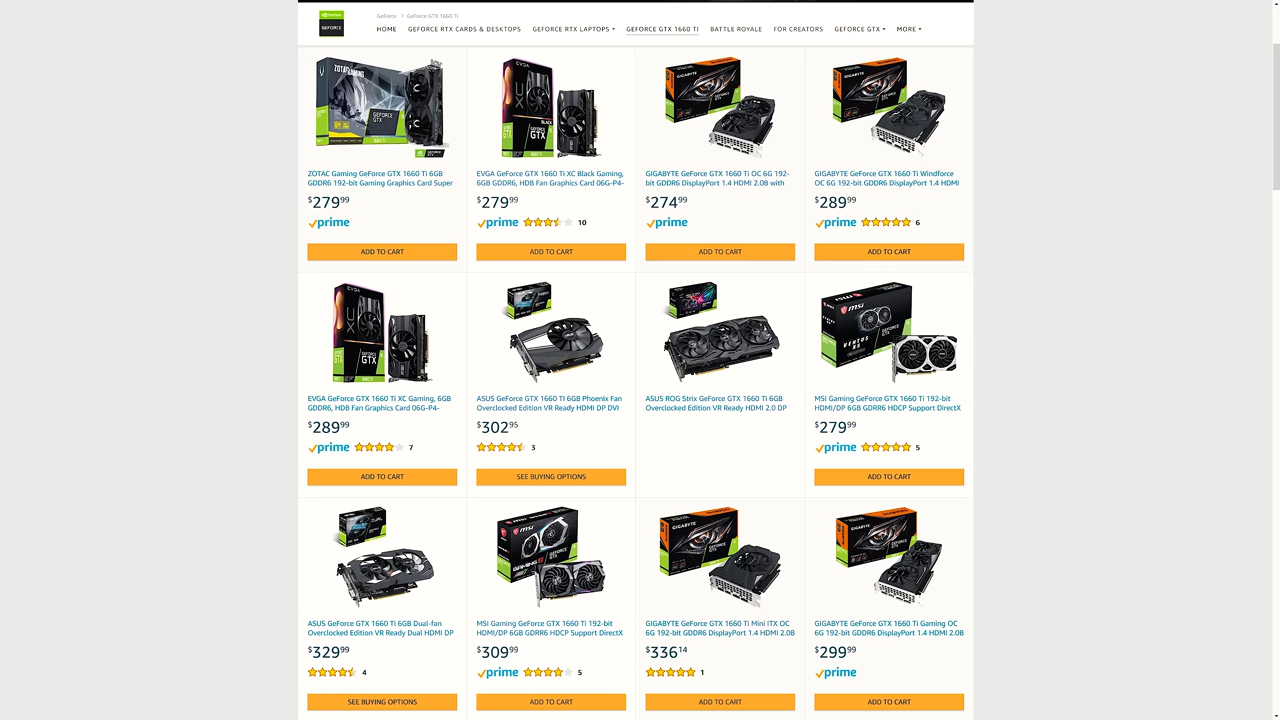 GeForce > GeForce GTX 1660 Ti
GEFORCE
HOME GEFORCE RTX CARDS & DESKTOPS GEFORCE RTX LAPTOPS GEFORCE GTX 1660 TI BATTLE ROYALE FOR CREATORS GEFORCE GTX MORE
ZOTAC Gaming GeForce GTX 1660 Ti 6GB
GDDR6 192-bit Gaming Graphics Card Super
$279.99
prime
ADD TO CART
EVGA GeForce GTX 1660 Ti XC Black Gaming,
6GB GDDR6, HDB Fan Graphics Card 06G-P4-
$279.99
prime 10
ADD TO CART
GIGABYTE GeForce GTX 1660 Ti OC 6G 192-
bit GDDR6 DisplayPort 1.4 HDMI 2.0B with
$274.99
prime
ADD TO CART
GIGABYTE GeForce GTX 1660 Ti Windforce
OC 6G 192-bit GDDR6 DisplayPort 1.4 HDMI
$289.99
prime 6
ADD TO CART
EVGA GeForce GTX 1660 Ti XC Gaming, 6GB
GDDR6, HDB Fan Graphics Card 06G-P4-
$289.99
prime 7
ADD TO CART
ASUS GeForce GTX 1660 TI 6GB Phoenix Fan
Overclocked Edition VR Ready HDMI DP DVI
$302.95
3
SEE BUYING OPTIONS
ASUS ROG Strix GeForce GTX 1660 Ti 6GB
Overclocked Edition VR Ready HDMI 2.0 DP
MSI Gaming GeForce GTX 1660 Ti 192-bit
HDMI/DP 6GB GDRR6 HDCP Support DirectX
$279.99
prime 5
ADD TO CART
ASUS GeForce GTX 1660 Ti 6GB Dual-fan
Overclocked Edition VR Ready Dual HDMI DP
$329.99
4
SEE BUYING OPTIONS
MSI Gaming GeForce GTX 1660 Ti 192-bit
HDMI/DP 6GB GDRR6 HDCP Support DirectX
$309.99
prime 5
ADD TO CART
GIGABYTE GeForce GTX 1660 Ti Mini ITX OC
6G 192-bit GDDR6 DisplayPort 1.4 HDMI 2.0B
$336.14
1
ADD TO CART
GIGABYTE GeForce GTX 1660 Ti Gaming OC
6G 192-bit GDDR6 DisplayPort 1.4 HDMI 2.0B
$299.99
prime
ADD TO CART